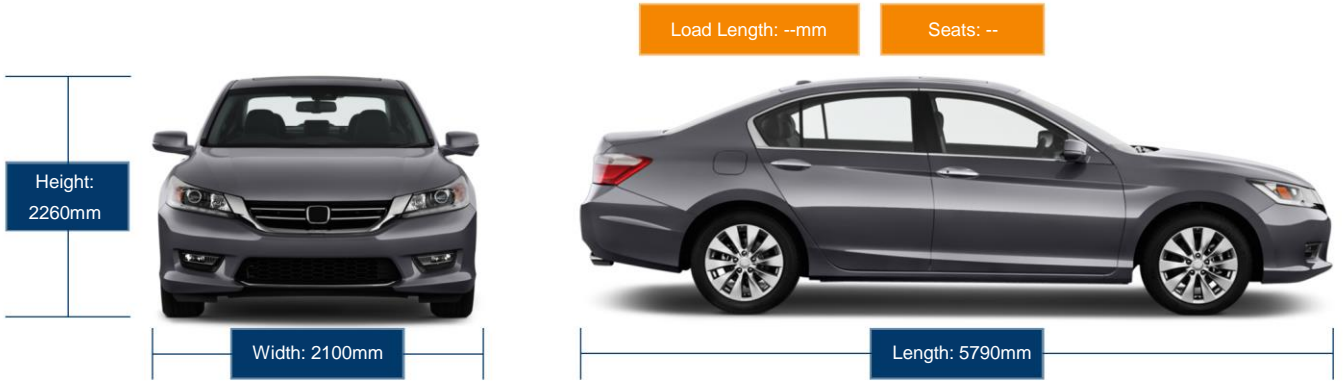 Load Length: --mm
Seats: --
Height:
2260mm
Width: 2100mm
Length: 5790mm